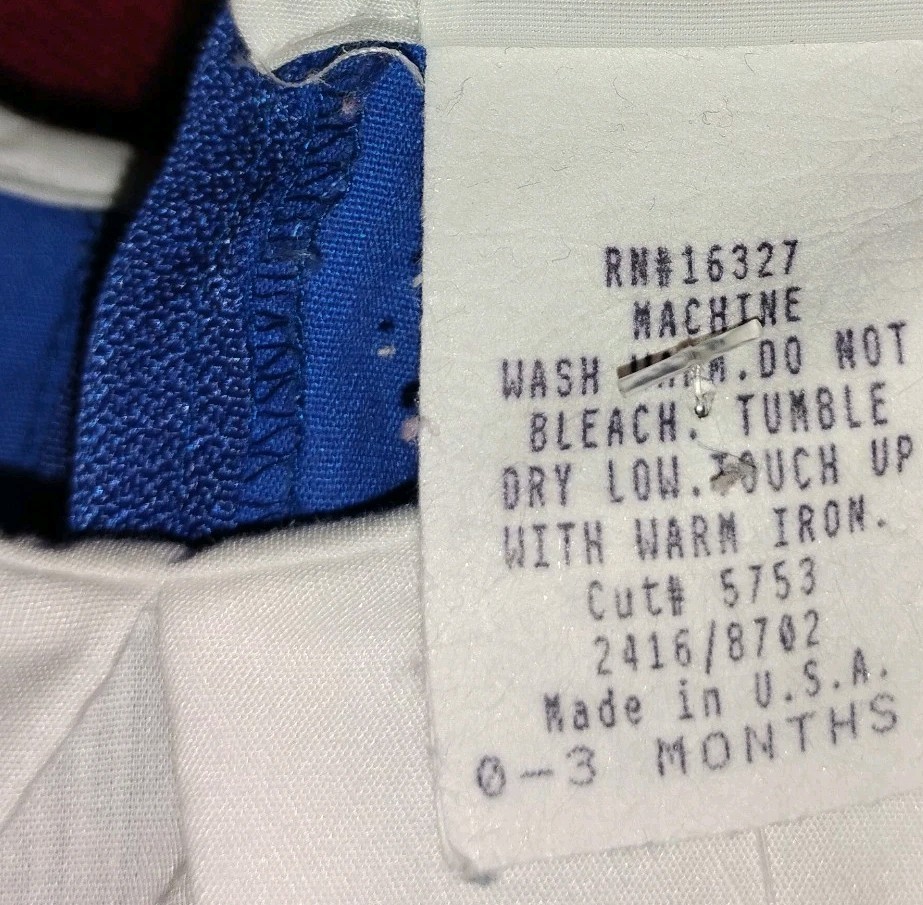 RN#16327
MACHINE
WASH WARM.DO NOT
BLEACH. TUMBLE
DRY LOW.TOUCH UP
WITH WARM IRON.
Cut# 5753
2416/8702
Made in U.S.A.
0-3 MONTHS